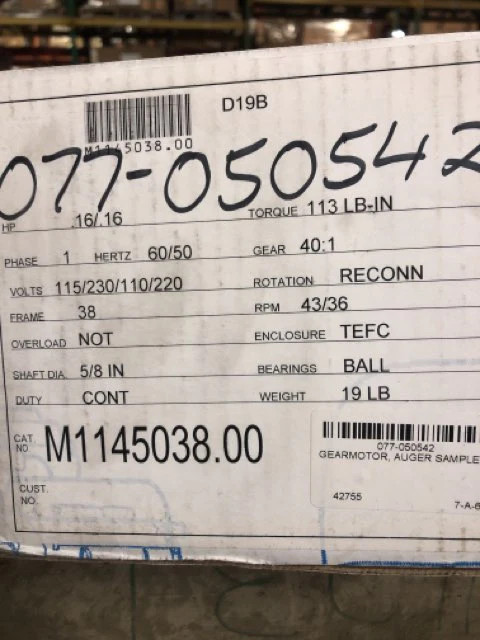 D19B
M1145038.00
077-050542
HP .16/.16 TORQUE 113 LB-IN
PHASE 1 HERTZ 60/50 GEAR 40:1
VOLTS 115/230/110/220 ROTATION RECONN
FRAME 38 RPM 43/36
OVERLOAD NOT ENCLOSURE TEFC
SHAFT DIA. 5/8 IN BEARINGS BALL
DUTY CONT WEIGHT 19 LB
CAT. NO M1145038.00
077-050542
GEARMOTOR, AUGER SAMPLE
42755 7-A-6
CUST. NO.